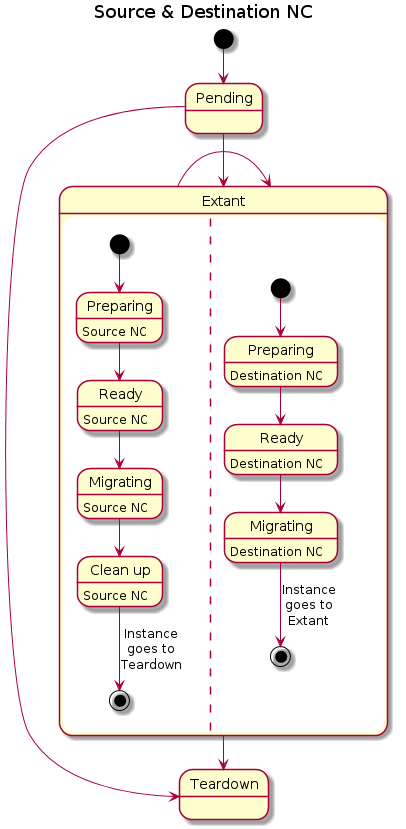 Source & Destination NC
Pending
Extant
Preparing
Source NC
Ready
Source NC
Migrating
Source NC
Clean up
Source NC
Instance
goes to
Teardown
Preparing
Destination NC
Ready
Destination NC
Migrating
Destination NC
Instance
goes to
Extant
Teardown